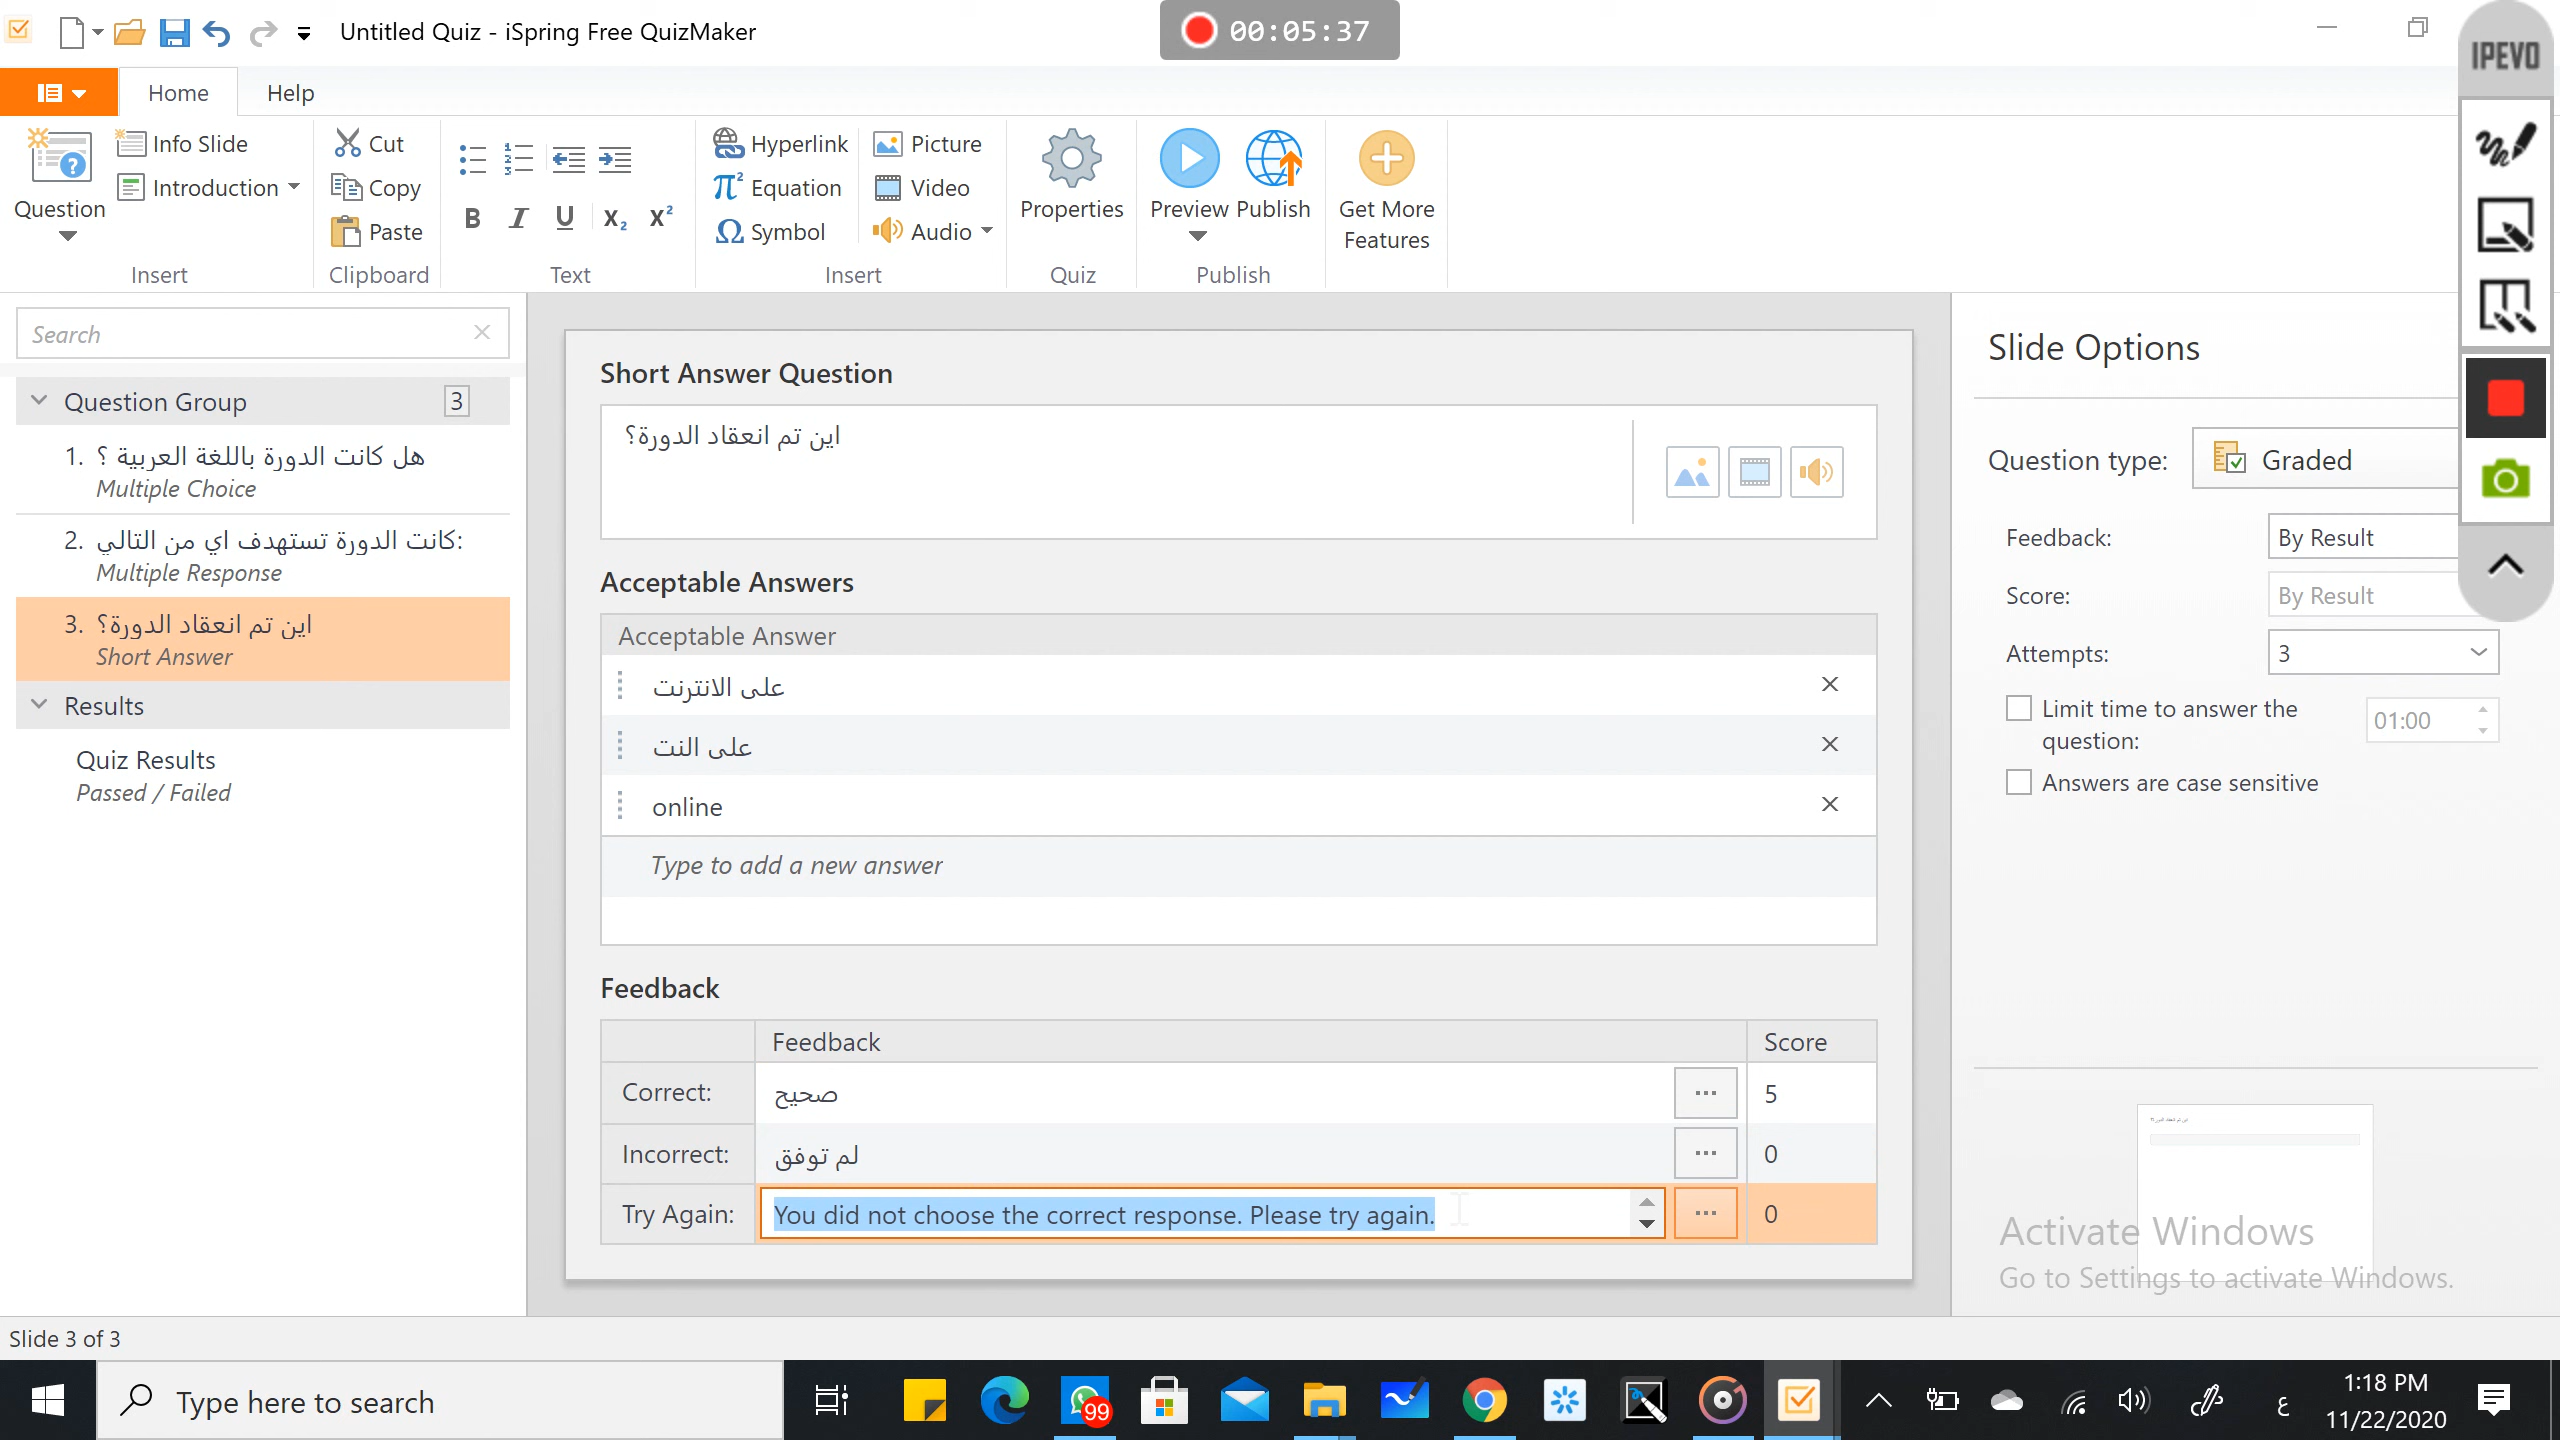 Untitled Quiz - iSpring Free QuizMaker
00:05:37
IPEVO
Home
Help
Question
Info Slide
Introduction
Insert
Cut
Copy
Paste
Clipboard
B I U X₂ X²
Text
Hyperlink
Equation
Symbol
Picture
Video
Audio
Insert
Properties
Quiz
Preview
Publish
Publish
Get More
Features
Search
Question Group
3
1. هل كانت الدورة باللغة العربية ؟
Multiple Choice
2. كانت الدورة تستهدف اي من التالي:
Multiple Response
3. اين تم انعقاد الدورة؟
Short Answer
Results
Quiz Results
Passed / Failed
Short Answer Question
اين تم انعقاد الدورة؟
Acceptable Answers
Acceptable Answer
على الانترنت
على النت
online
Type to add a new answer
Feedback
Feedback
Score
Correct:
صحيح
...
5
Incorrect:
لم توفق
...
0
Try Again:
You did not choose the correct response. Please try again.
...
0
Slide Options
Question type:
Graded
Feedback:
By Result
Score:
By Result
Attempts:
3
Limit time to answer the
question:
01:00
Answers are case sensitive
Activate Windows
Go to Settings to activate Windows.
Slide 3 of 3
Type here to search
99
ع
1:18 PM
11/22/2020